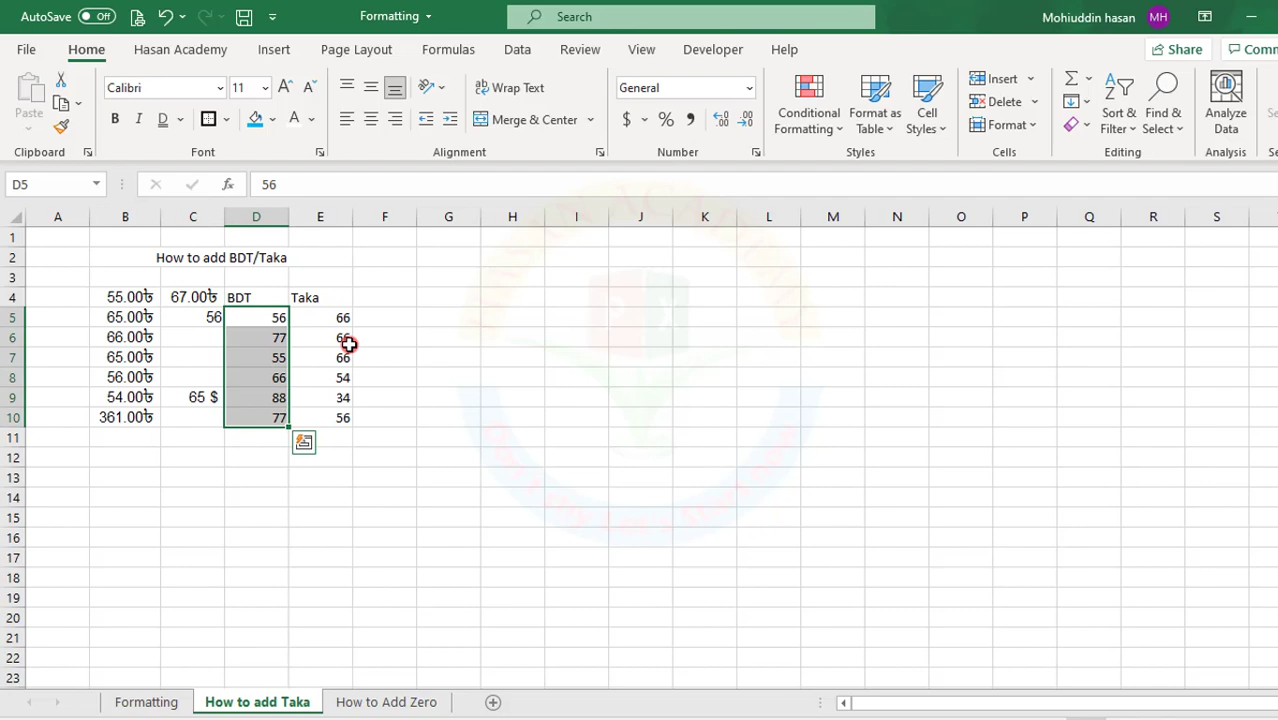 AutoSave Off Formatting Search Mohiuddin hasan MH
File Home Hasan Academy Insert Page Layout Formulas Data Review View Developer Help Share Comm
Paste Calibri 11 Wrap Text General Conditional Formatting Format as Table Cell Styles Insert Sort & Filter Find & Select Analyze Data
B I D A Merge & Center $ % , Delete
Format
Clipboard Font Alignment Number Styles Cells Editing Analysis
D5 fx 56
A B C D E F G H I J K L M N O P Q R S
1
2 How to add BDT/Taka
3
4 55.00৳ 67.00৳ BDT Taka
5 65.00৳ 56 56 66
6 66.00৳ 77 66
7 65.00৳ 55 66
8 56.00৳ 66 54
9 54.00৳ 65 $ 88 34
10 361.00৳ 77 56
11
12
13
14
15
16
17
18
19
20
21
22
23
Formatting How to add Taka How to Add Zero